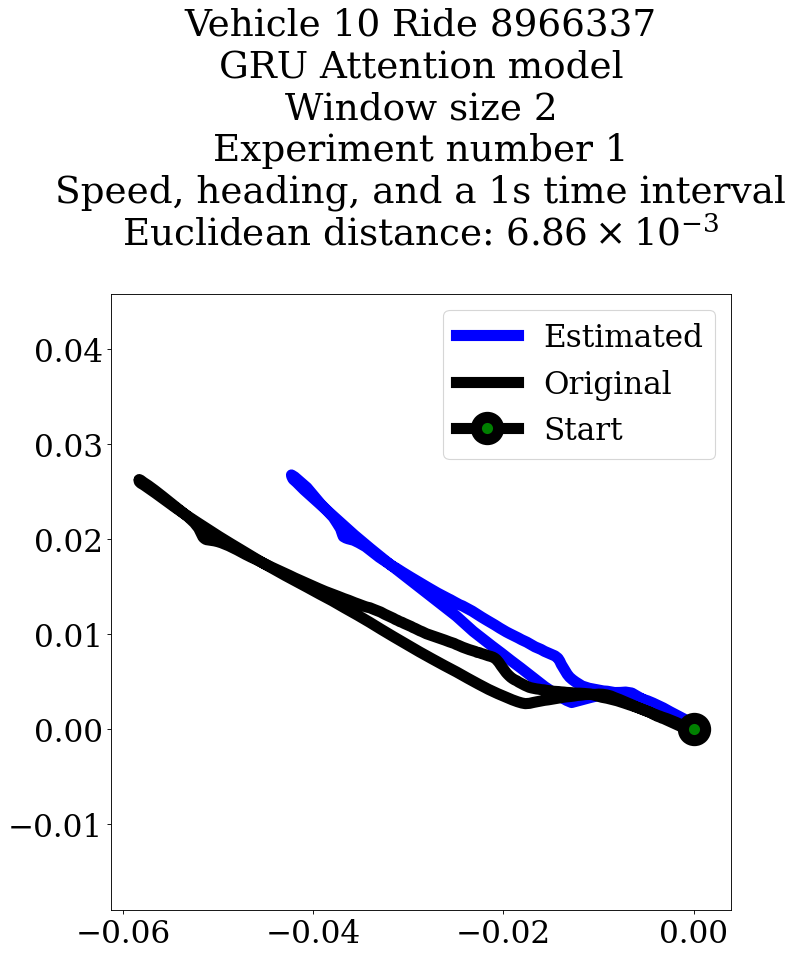 Vehicle 10 Ride 8966337
GRU Attention model
Window size 2
Experiment number 1
Speed, heading, and a 1s time interval
Euclidean distance: 6.86 × 10⁻³
Estimated
Original
Start
0.04
0.03
0.02
0.01
0.00
−0.01
−0.06 −0.04 −0.02 0.00